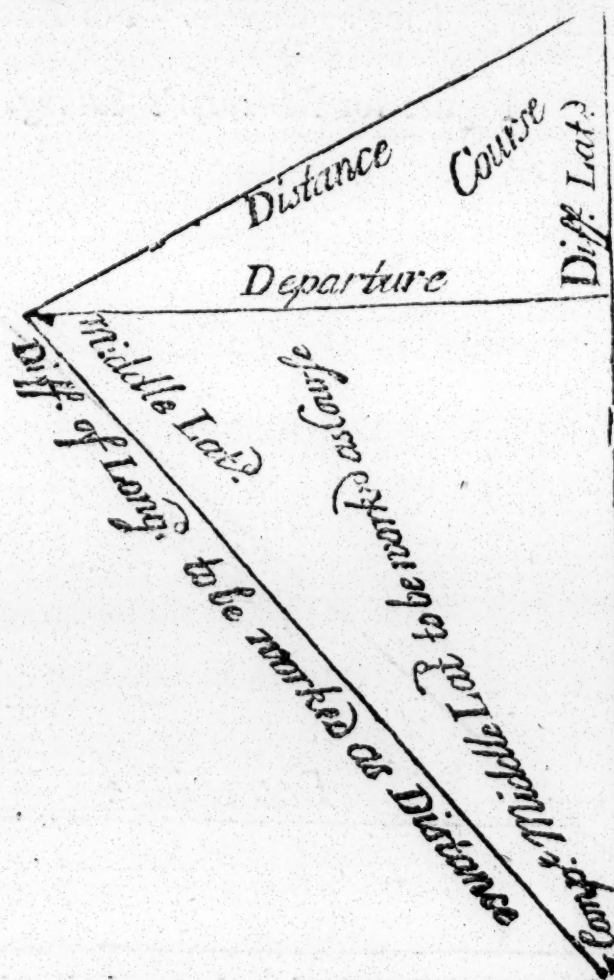 Distance
Course
Diff. Lat?
Departure
Middle Lat?
Diff. of Long. to be worked as Distance
Comp.s Middle Lat. to be worked as Course